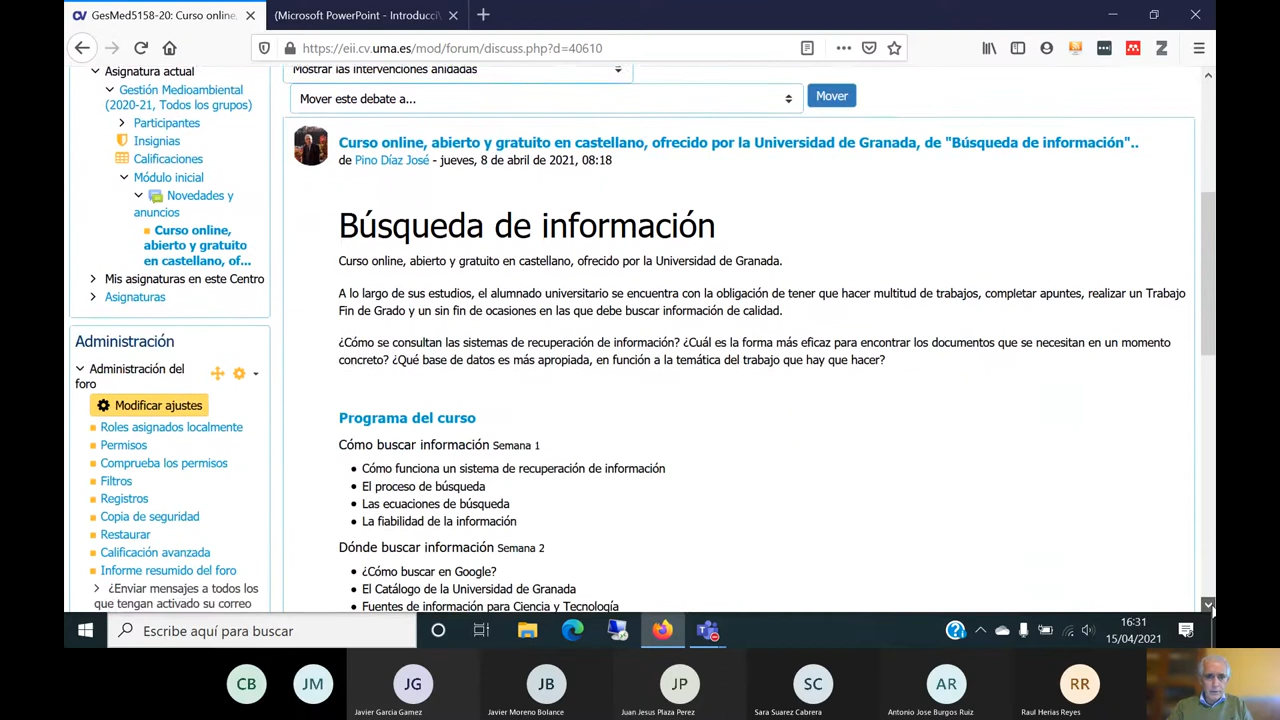 GesMed5158-20: Curso online,
(Microsoft PowerPoint - Introducci
https://eii.cv.uma.es/mod/forum/discuss.php?d=40610
Asignatura actual
Gestión Medioambiental
(2020-21, Todos los grupos)
Participantes
Insignias
Calificaciones
Módulo inicial
Novedades y
anuncios
Curso online,
abierto y gratuito
en castellano, of...
Mis asignaturas en este Centro
Asignaturas
Administración
Administración del
foro
Modificar ajustes
Roles asignados localmente
Permisos
Comprueba los permisos
Filtros
Registros
Copia de seguridad
Restaurar
Calificación avanzada
Informe resumido del foro
¿Enviar mensajes a todos los
que tengan activado su correo
Mostrar las intervenciones anidadas
Mover este debate a...
Mover
Curso online, abierto y gratuito en castellano, ofrecido por la Universidad de Granada, de "Búsqueda de información"..
de Pino Díaz José - jueves, 8 de abril de 2021, 08:18
Búsqueda de información
Curso online, abierto y gratuito en castellano, ofrecido por la Universidad de Granada.
A lo largo de sus estudios, el alumnado universitario se encuentra con la obligación de tener que hacer multitud de trabajos, completar apuntes, realizar un Trabajo
Fin de Grado y un sin fin de ocasiones en las que debe buscar información de calidad.
¿Cómo se consultan las sistemas de recuperación de información? ¿Cuál es la forma más eficaz para encontrar los documentos que se necesitan en un momento
concreto? ¿Qué base de datos es más apropiada, en función a la temática del trabajo que hay que hacer?
Programa del curso
Cómo buscar información Semana 1
Cómo funciona un sistema de recuperación de información
El proceso de búsqueda
Las ecuaciones de búsqueda
La fiabilidad de la información
Dónde buscar información Semana 2
¿Cómo buscar en Google?
El Catálogo de la Universidad de Granada
Fuentes de información para Ciencia y Tecnología
Escribe aquí para buscar
16:31
15/04/2021
CB
JM
JG
JB
JP
SC
AR
RR
Javier Garcia Gamez
Javier Moreno Bolance
Juan Jesus Plaza Perez
Sara Suarez Cabrera
Antonio Jose Burgos Ruiz
Raul Herias Reyes